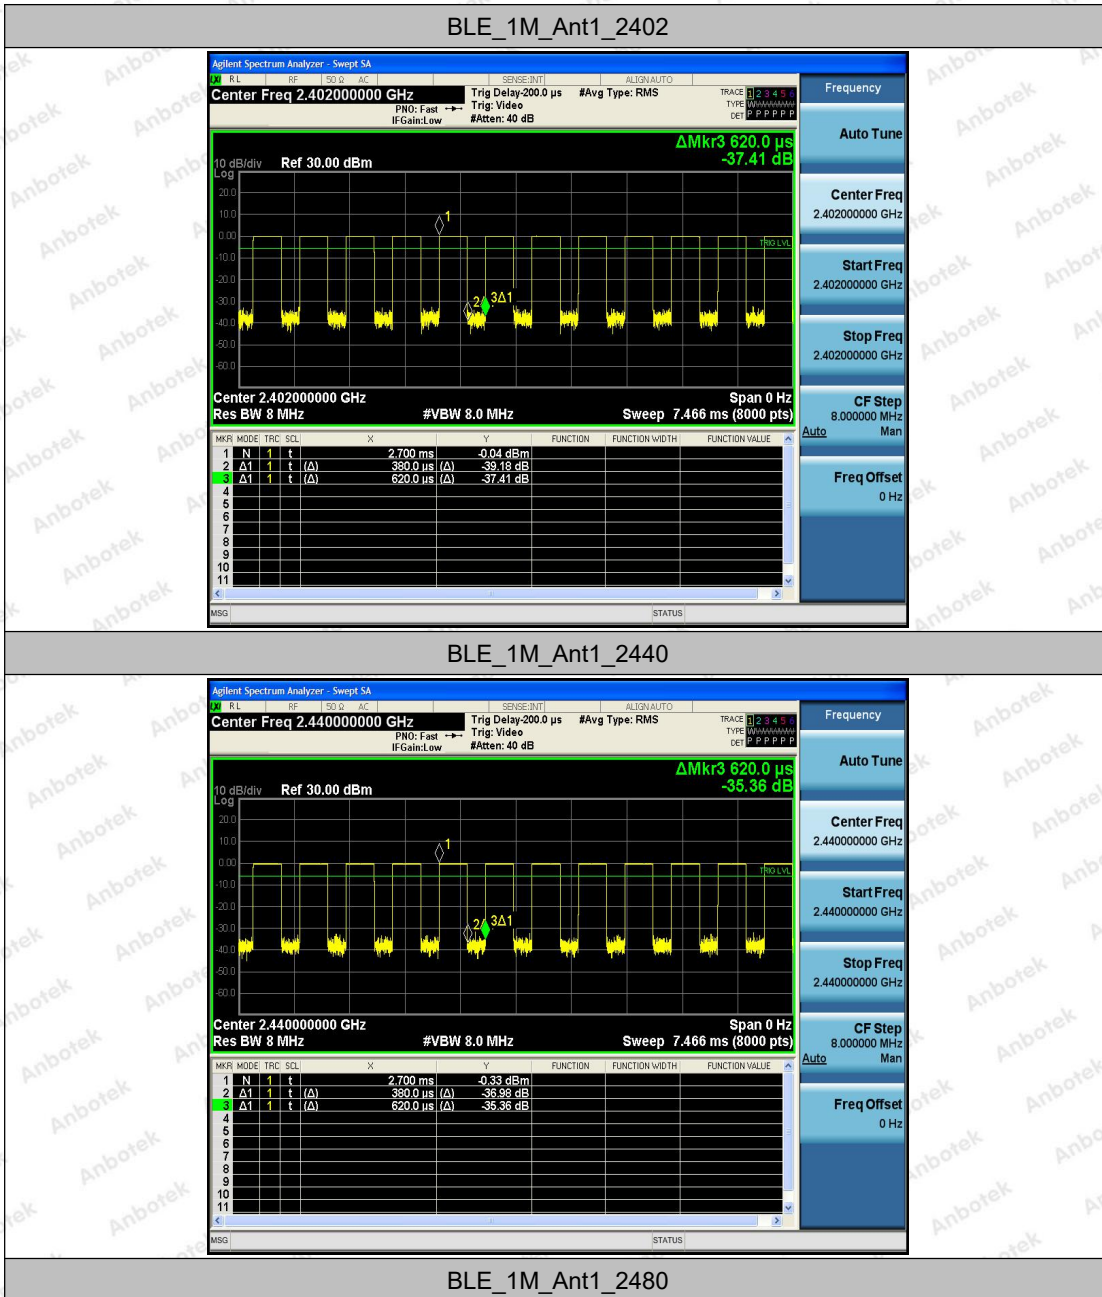 BLE_1M_Ant1_2402
Agilent Spectrum Analyzer - Swept SA
LXI RL RF 50 Ω AC SENSE:INT ALIGNAUTO
Center Freq 2.402000000 GHz
PNO: Fast
IFGain:Low
Trig Delay-200.0 µs #Avg Type: RMS
Trig: Video
#Atten: 40 dB
TRACE 1 2 3 4 5 6
TYPE
DET P P P P P P
ΔMkr3 620.0 µs
-37.41 dB
10 dB/div Ref 30.00 dBm
Log
20.0
10.0
0.00
-10.0
-20.0
-30.0
-40.0
-50.0
-60.0
1
TRIG LVL
3Δ1
Center 2.402000000 GHz Span 0 Hz
Res BW 8 MHz #VBW 8.0 MHz Sweep 7.466 ms (8000 pts)
MKR MODE TRC SCL X Y FUNCTION FUNCTION WIDTH FUNCTION VALUE
1 N 1 t 2.700 ms -0.04 dBm
2 Δ1 1 t (Δ) 380.0 µs (Δ) -39.18 dB
3 Δ1 1 t (Δ) 620.0 µs (Δ) -37.41 dB
4
5
6
7
8
9
10
11
MSG STATUS
Frequency
Auto Tune
Center Freq
2.402000000 GHz
Start Freq
2.402000000 GHz
Stop Freq
2.402000000 GHz
CF Step
8.000000 MHz
Auto Man
Freq Offset
0 Hz
BLE_1M_Ant1_2440
Agilent Spectrum Analyzer - Swept SA
LXI RL RF 50 Ω AC SENSE:INT ALIGNAUTO
Center Freq 2.440000000 GHz
PNO: Fast
IFGain:Low
Trig Delay-200.0 µs #Avg Type: RMS
Trig: Video
#Atten: 40 dB
TRACE 1 2 3 4 5 6
TYPE
DET P P P P P P
ΔMkr3 620.0 µs
-35.36 dB
10 dB/div Ref 30.00 dBm
Log
20.0
10.0
0.00
-10.0
-20.0
-30.0
-40.0
-50.0
-60.0
1
TRIG LVL
3Δ1
Center 2.440000000 GHz Span 0 Hz
Res BW 8 MHz #VBW 8.0 MHz Sweep 7.466 ms (8000 pts)
MKR MODE TRC SCL X Y FUNCTION FUNCTION WIDTH FUNCTION VALUE
1 N 1 t 2.700 ms -0.33 dBm
2 Δ1 1 t (Δ) 380.0 µs (Δ) -36.98 dB
3 Δ1 1 t (Δ) 620.0 µs (Δ) -35.36 dB
4
5
6
7
8
9
10
11
MSG STATUS
Frequency
Auto Tune
Center Freq
2.440000000 GHz
Start Freq
2.440000000 GHz
Stop Freq
2.440000000 GHz
CF Step
8.000000 MHz
Auto Man
Freq Offset
0 Hz
BLE_1M_Ant1_2480
Anbotek